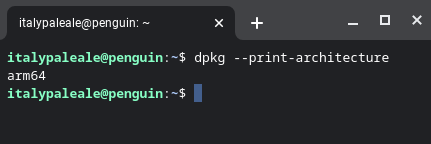 italypaleale@penguin: ~
italypaleale@penguin:~$ dpkg --print-architecture
arm64
italypaleale@penguin:~$